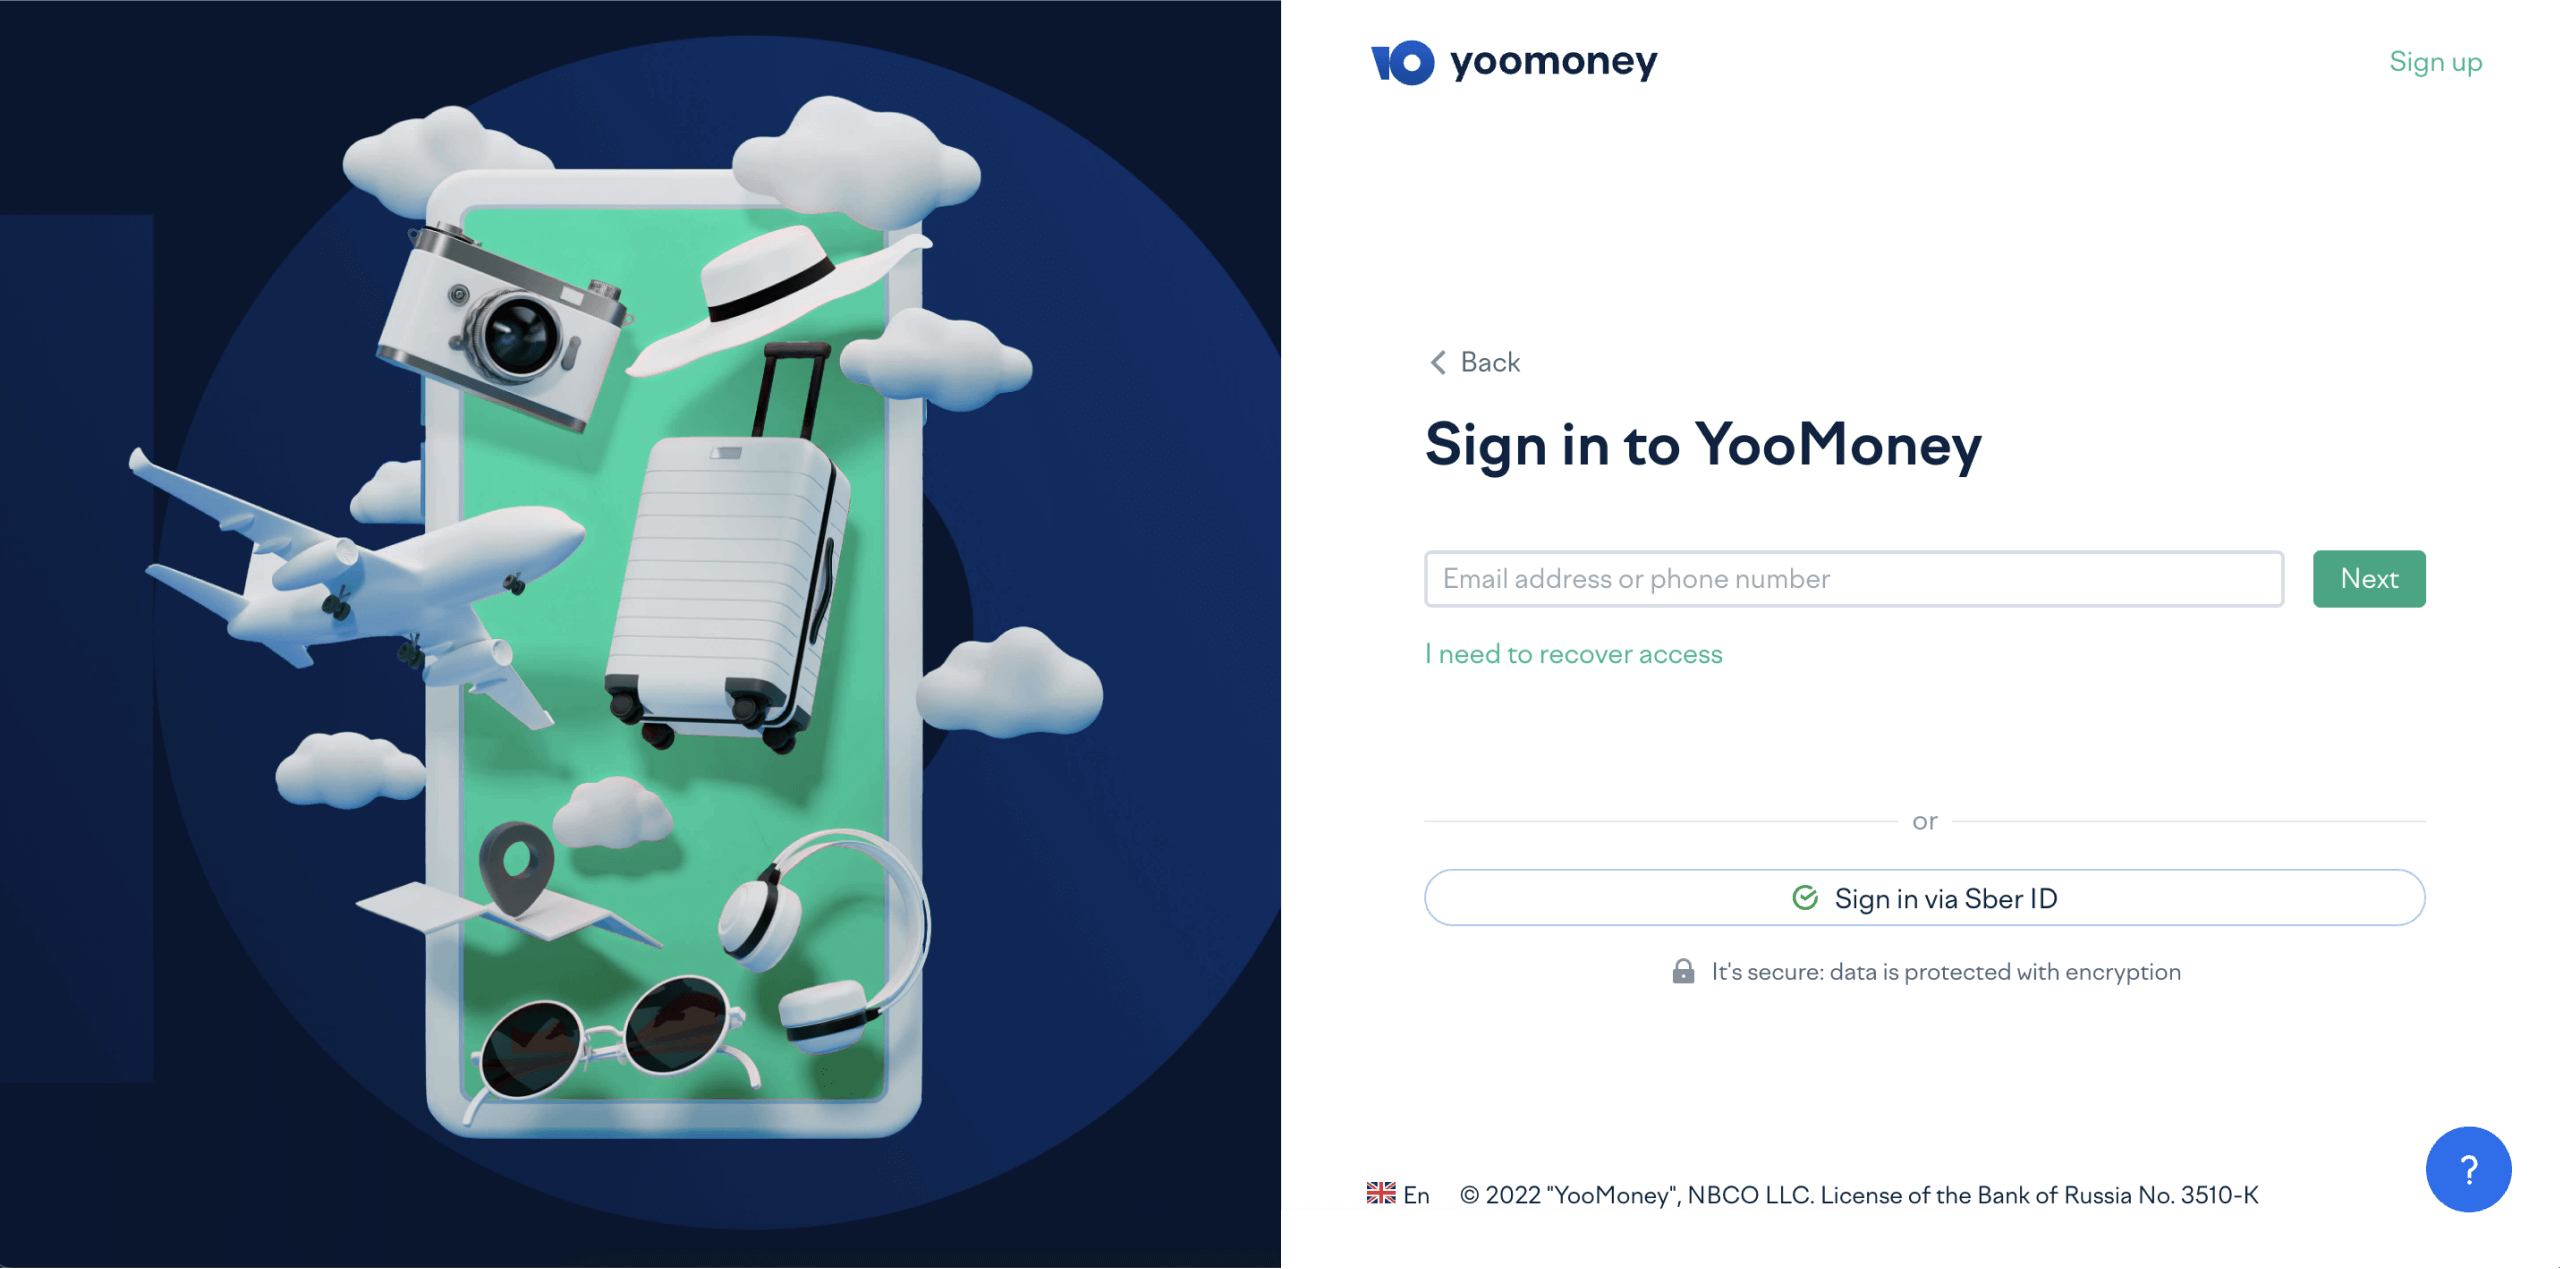 yoomoney
Sign up
Back
Sign in to YooMoney
Email address or phone number
Next
I need to recover access
or
Sign in via Sber ID
It's secure: data is protected with encryption
?
En © 2022 "YooMoney", NBCO LLC. License of the Bank of Russia No. 3510-K